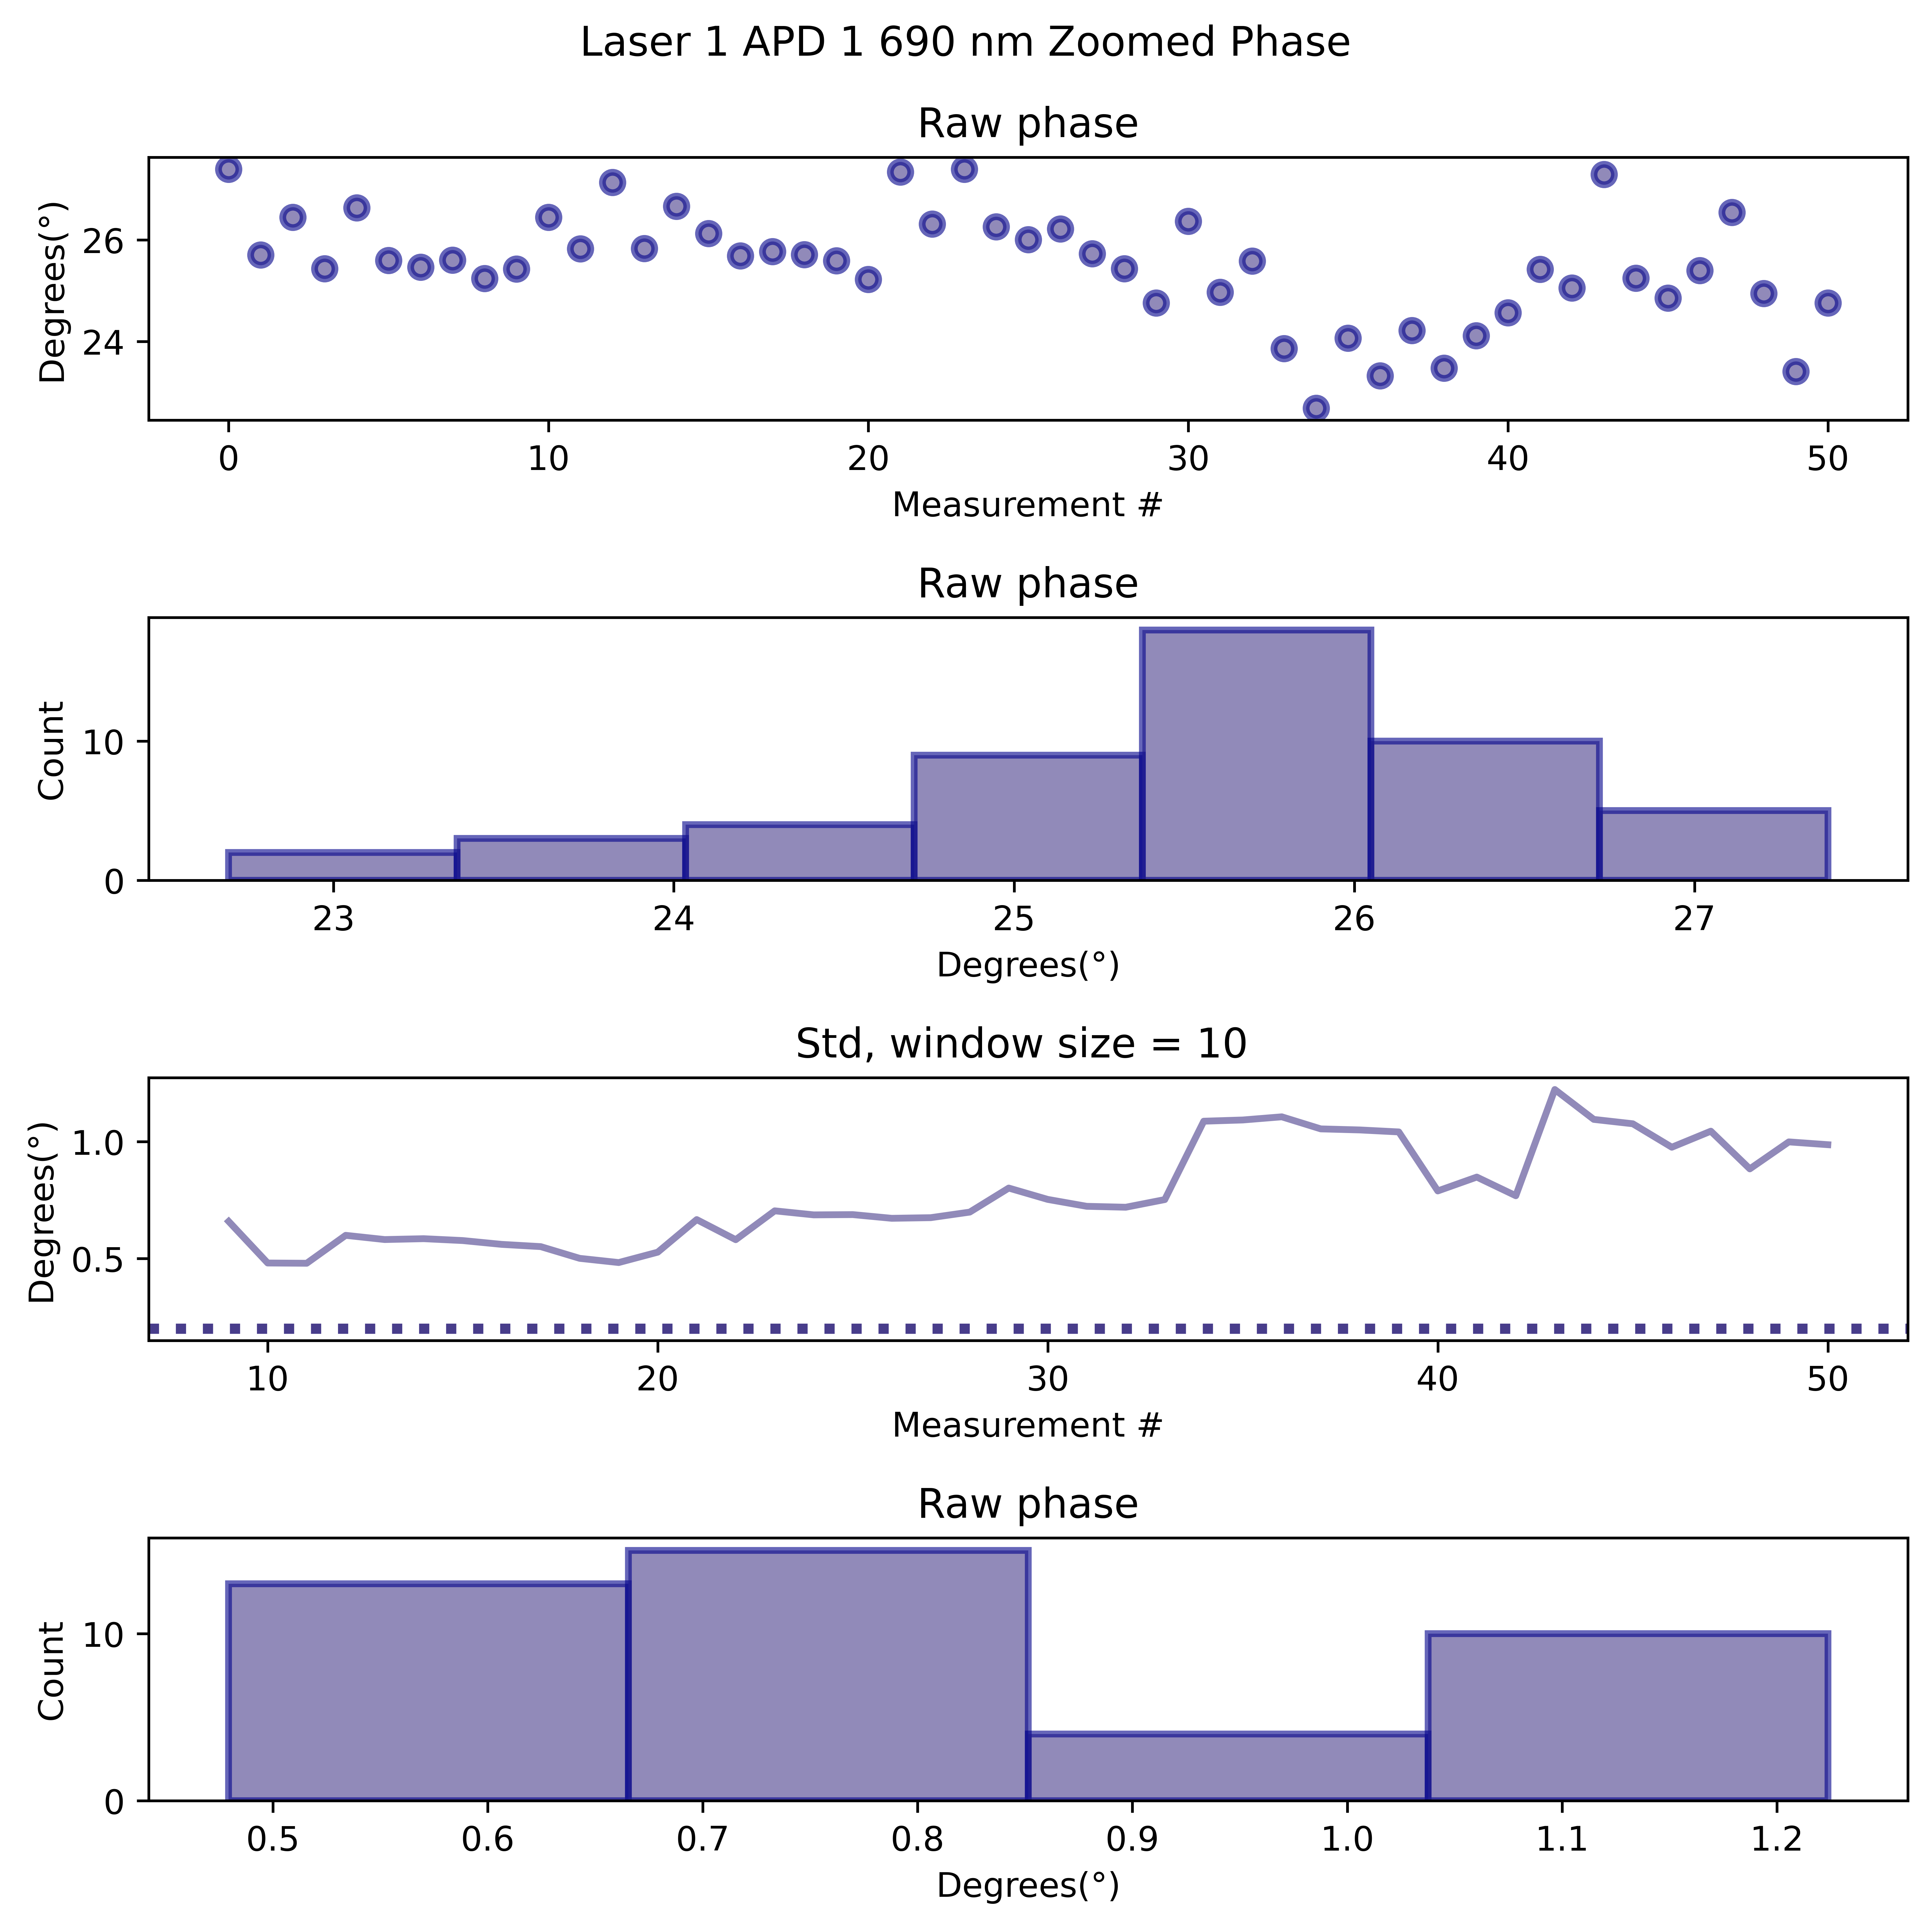 Laser 1 APD 1 690 nm Zoomed Phase
Raw phase
Degrees(°)
26
24
0 10 20 30 40 50
Measurement #
Raw phase
Count
10
0
23 24 25 26 27
Degrees(°)
Std, window size = 10
Degrees(°)
1.0
0.5
10 20 30 40 50
Measurement #
Raw phase
Count
10
0
0.5 0.6 0.7 0.8 0.9 1.0 1.1 1.2
Degrees(°)